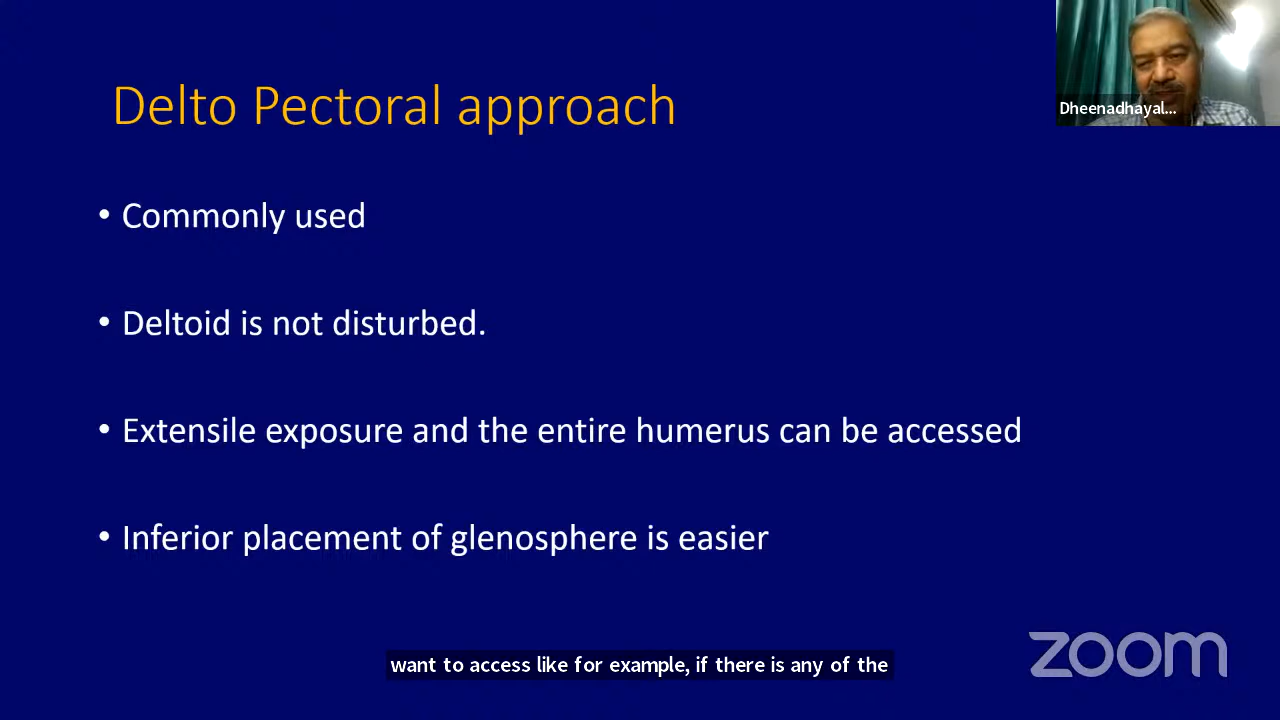 Delto Pectoral approach
Dheenadhayal...
• Commonly used
• Deltoid is not disturbed.
• Extensile exposure and the entire humerus can be accessed
• Inferior placement of glenosphere is easier
want to access like for example, if there is any of the
zoom